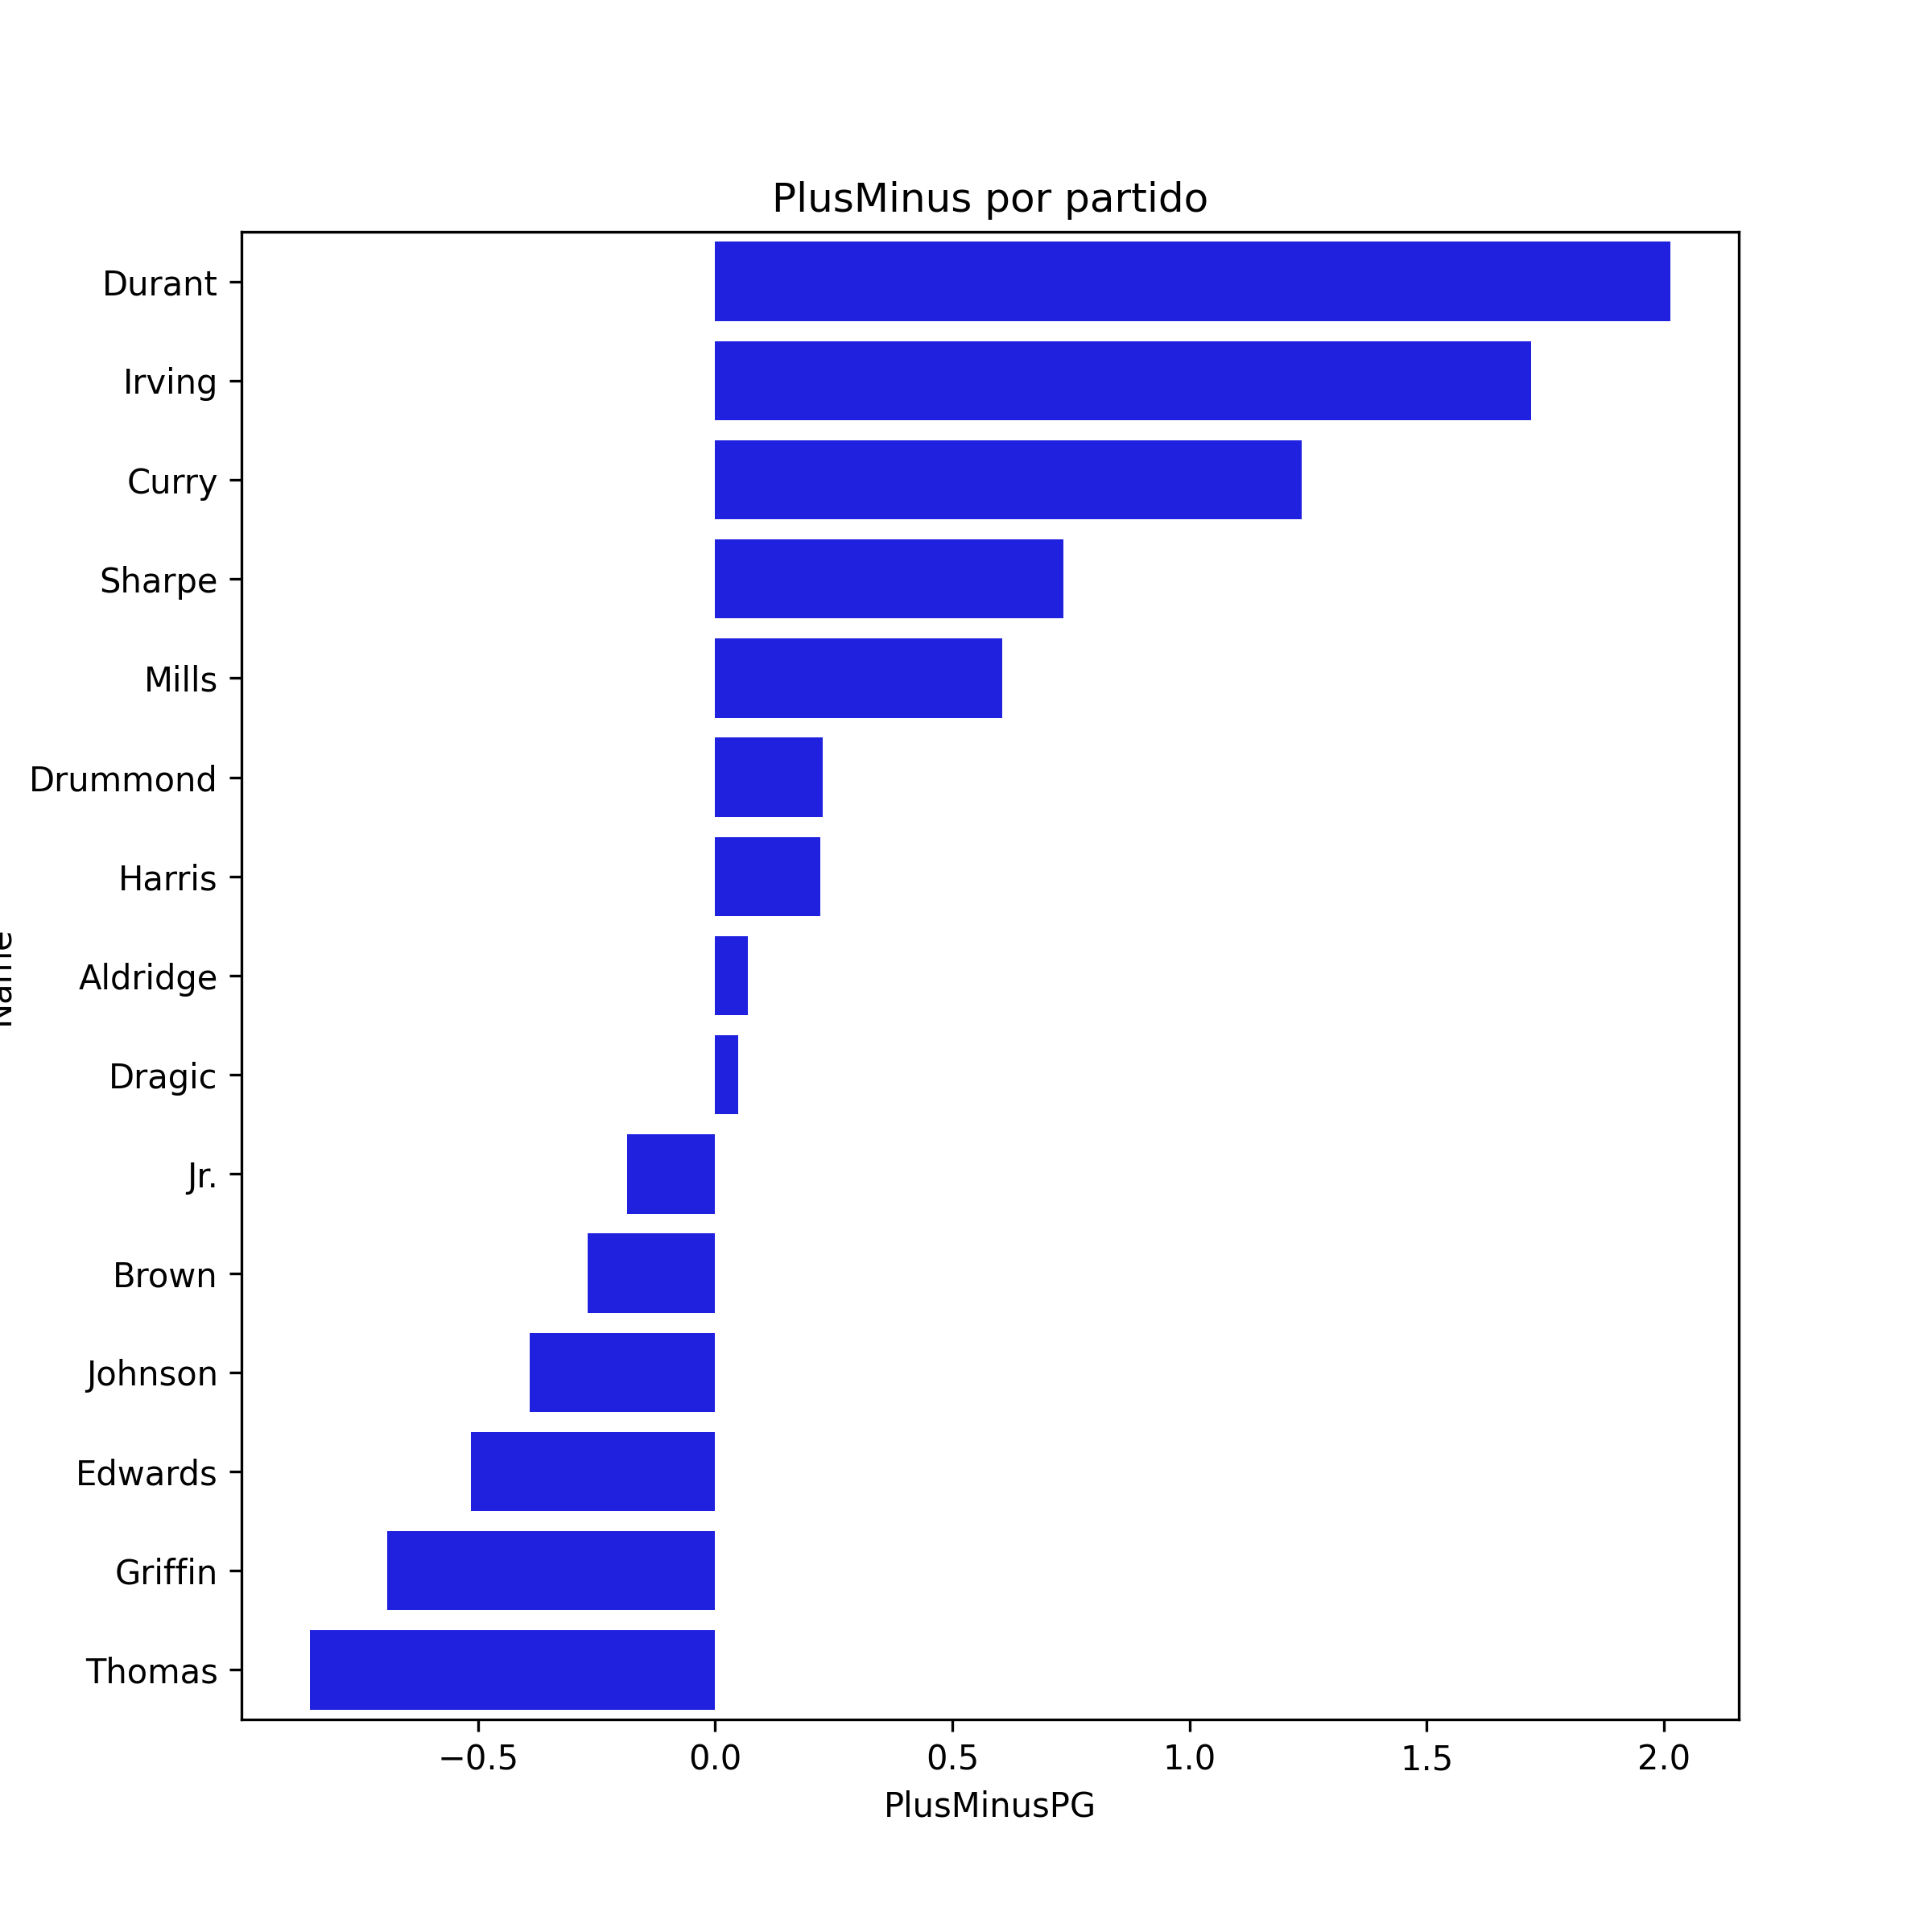 PlusMinus por partido
Durant
Irving
Curry
Sharpe
Mills
Drummond
Harris
Aldridge
Dragic
Jr.
Brown
Johnson
Edwards
Griffin
Thomas
Name
−0.5 0.0 0.5 1.0 1.5 2.0
PlusMinusPG